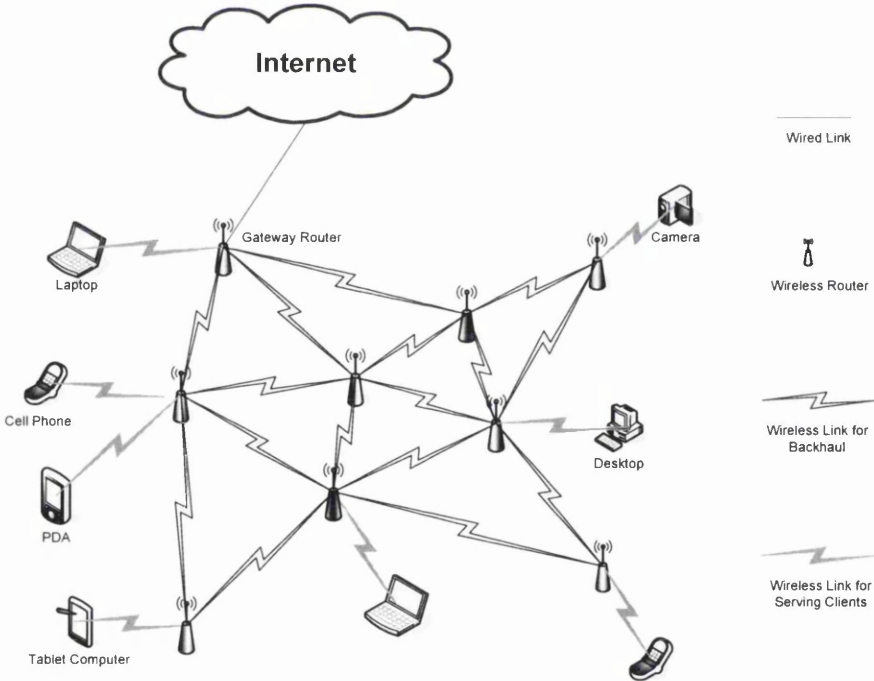 Internet
Wired Link
Gateway Router
Camera
Laptop
Wireless Router
Cell Phone
Wireless Link for
Backhaul
Desktop
PDA
Wireless Link for
Serving Clients
Tablet Computer